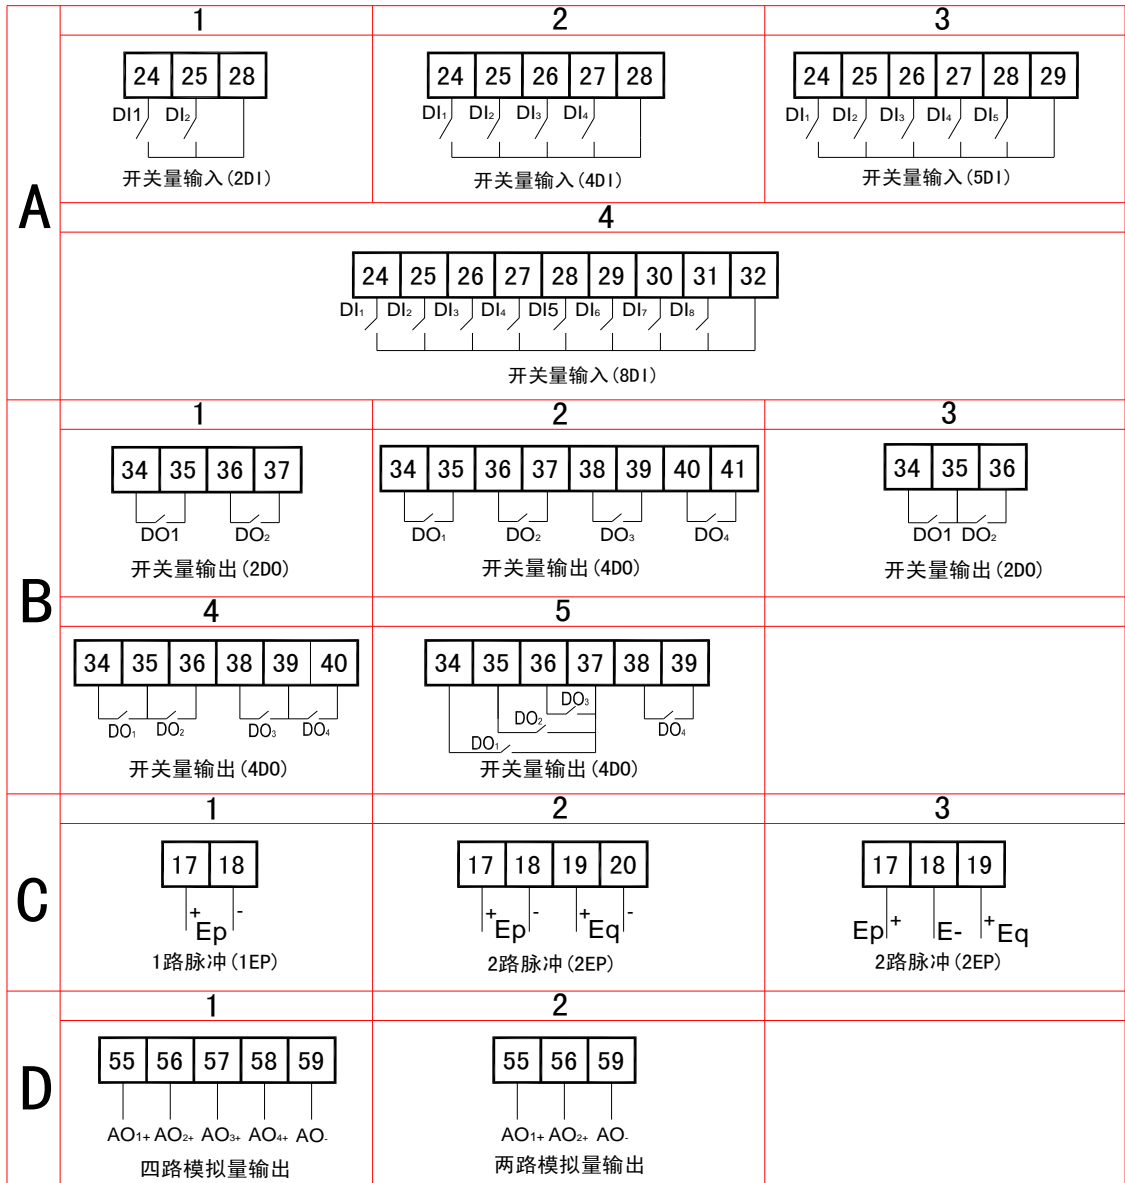 A
1 2 3
24 25 28
DI1 DI₂
开关量输入(2DI)
24 25 26 27 28
DI₁ DI₂ DI₃ DI₄
开关量输入(4DI)
24 25 26 27 28 29
DI₁ DI₂ DI₃ DI₄ DI₅
开关量输入(5DI)
4
24 25 26 27 28 29 30 31 32
DI₁ DI₂ DI₃ DI₄ DI5 DI₆ DI₇ DI₈
开关量输入(8DI)
B
1 2 3
34 35 36 37
DO1 DO₂
开关量输出(2DO)
34 35 36 37 38 39 40 41
DO₁ DO₂ DO₃ DO₄
开关量输出(4DO)
34 35 36
DO1 DO₂
开关量输出(2DO)
4 5
34 35 36 38 39 40
DO₁ DO₂ DO₃ DO₄
开关量输出(4DO)
34 35 36 37 38 39
DO₃
DO₂ DO₄
DO₁
开关量输出(4DO)
C
1 2 3
17 18
+ Ep -
1路脉冲(1EP)
17 18 19 20
+ Ep - + Eq -
2路脉冲(2EP)
17 18 19
Ep + E- + Eq
2路脉冲(2EP)
D
1 2
55 56 57 58 59
AO₁+ AO₂+ AO₃+ AO₄+ AO-
四路模拟量输出
55 56 59
AO₁+ AO₂+ AO-
两路模拟量输出